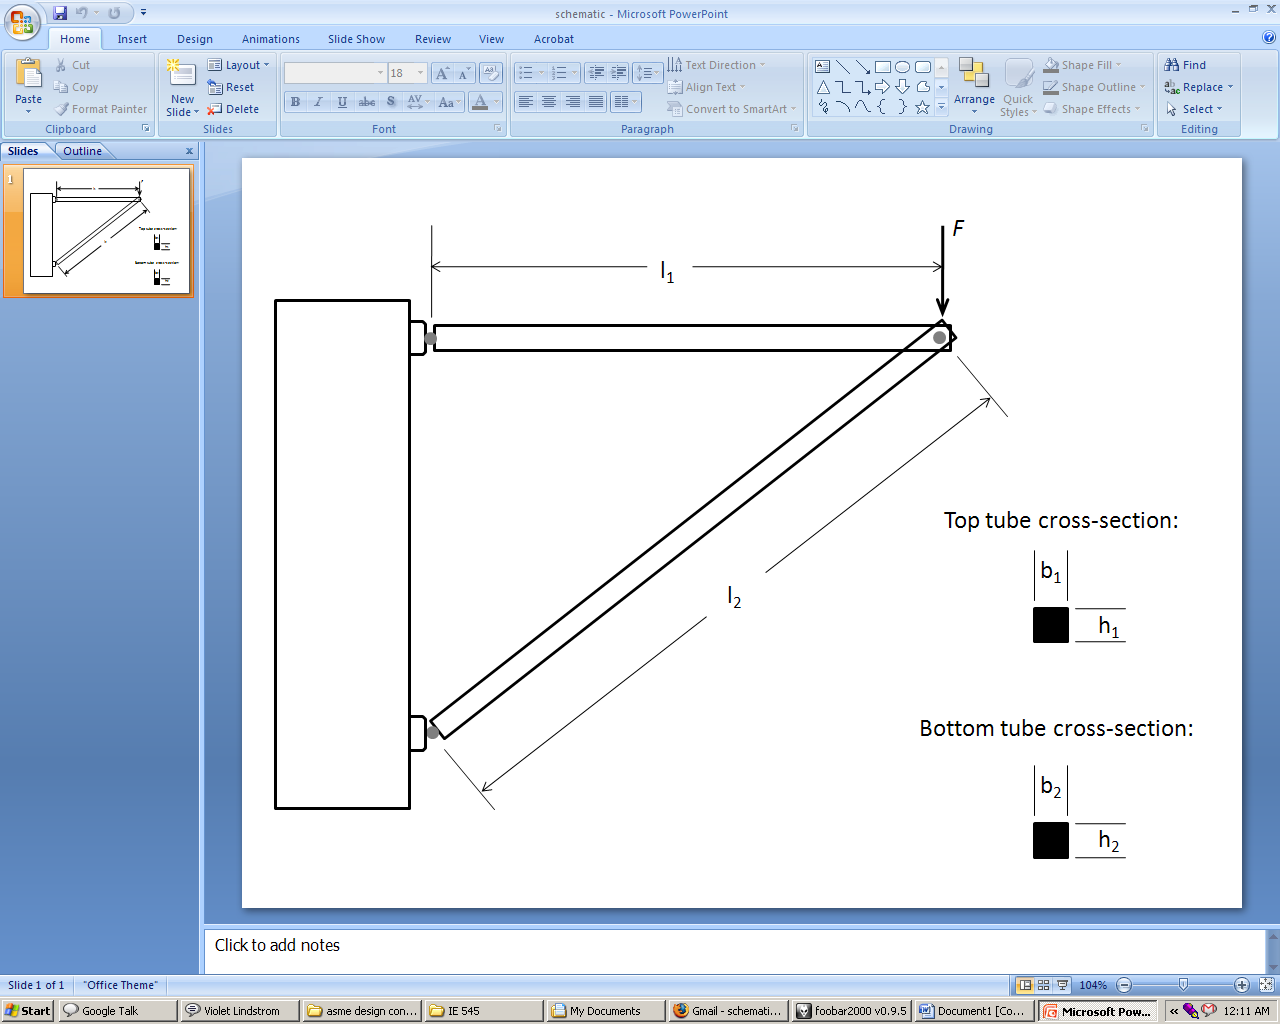 schematic - Microsoft PowerPoint
Home Insert Design Animations Slide Show Review View Acrobat
Paste
Cut
Copy
Format Painter
Clipboard
New Slide
Layout
Reset
Delete
Slides
18
B I U abc S AV Aa A
Font
Text Direction
Align Text
Convert to SmartArt
Paragraph
Arrange
Quick Styles
Shape Fill
Shape Outline
Shape Effects
Drawing
Find
Replace
Select
Editing
Slides Outline x
1
F
l1
l2
Top tube cross-section:
b1
h1
Bottom tube cross-section:
b2
h2
Click to add notes
Slide 1 of 1 "Office Theme" 104%
Start Google Talk Violet Lindstrom asme design con... IE 545 My Documents Gmail - schemati... foobar2000 v0.9.5 Document1 [Co... Microsoft Pow... 12:11 AM